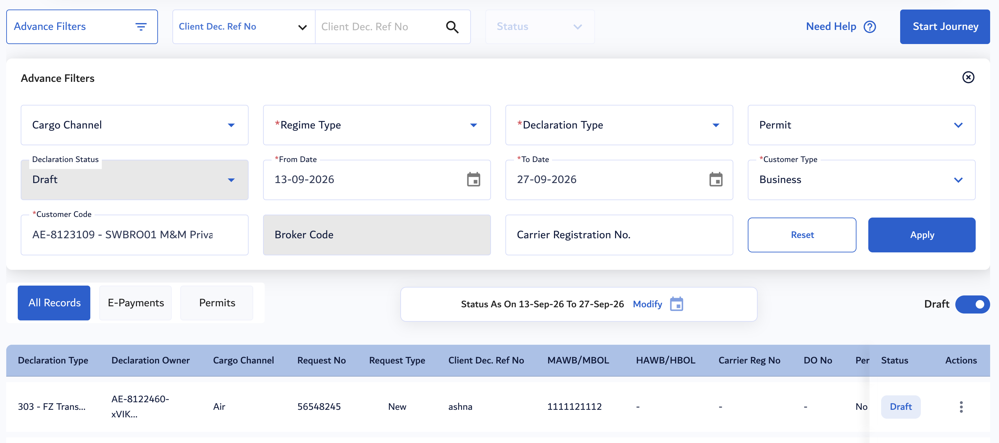 Advance Filters
Client Dec. Ref No
Client Dec. Ref No
Status
Need Help
Start Journey
Advance Filters
Cargo Channel
*Regime Type
*Declaration Type
Permit
Declaration Status
Draft
*From Date
13-09-2026
*To Date
27-09-2026
*Customer Type
Business
*Customer Code
AE-8123109 - SWBRO01 M&M Priva
Broker Code
Carrier Registration No.
Reset
Apply
All Records
E-Payments
Permits
Status As On 13-Sep-26 To 27-Sep-26 Modify
Draft
Declaration Type Declaration Owner Cargo Channel Request No Request Type Client Dec. Ref No MAWB/MBOL HAWB/HBOL Carrier Reg No DO No Per Status Actions
303 - FZ Trans...
AE-8122460-
xVIK...
Air
56548245
New
ashna
1111121112
-
-
-
No
Draft